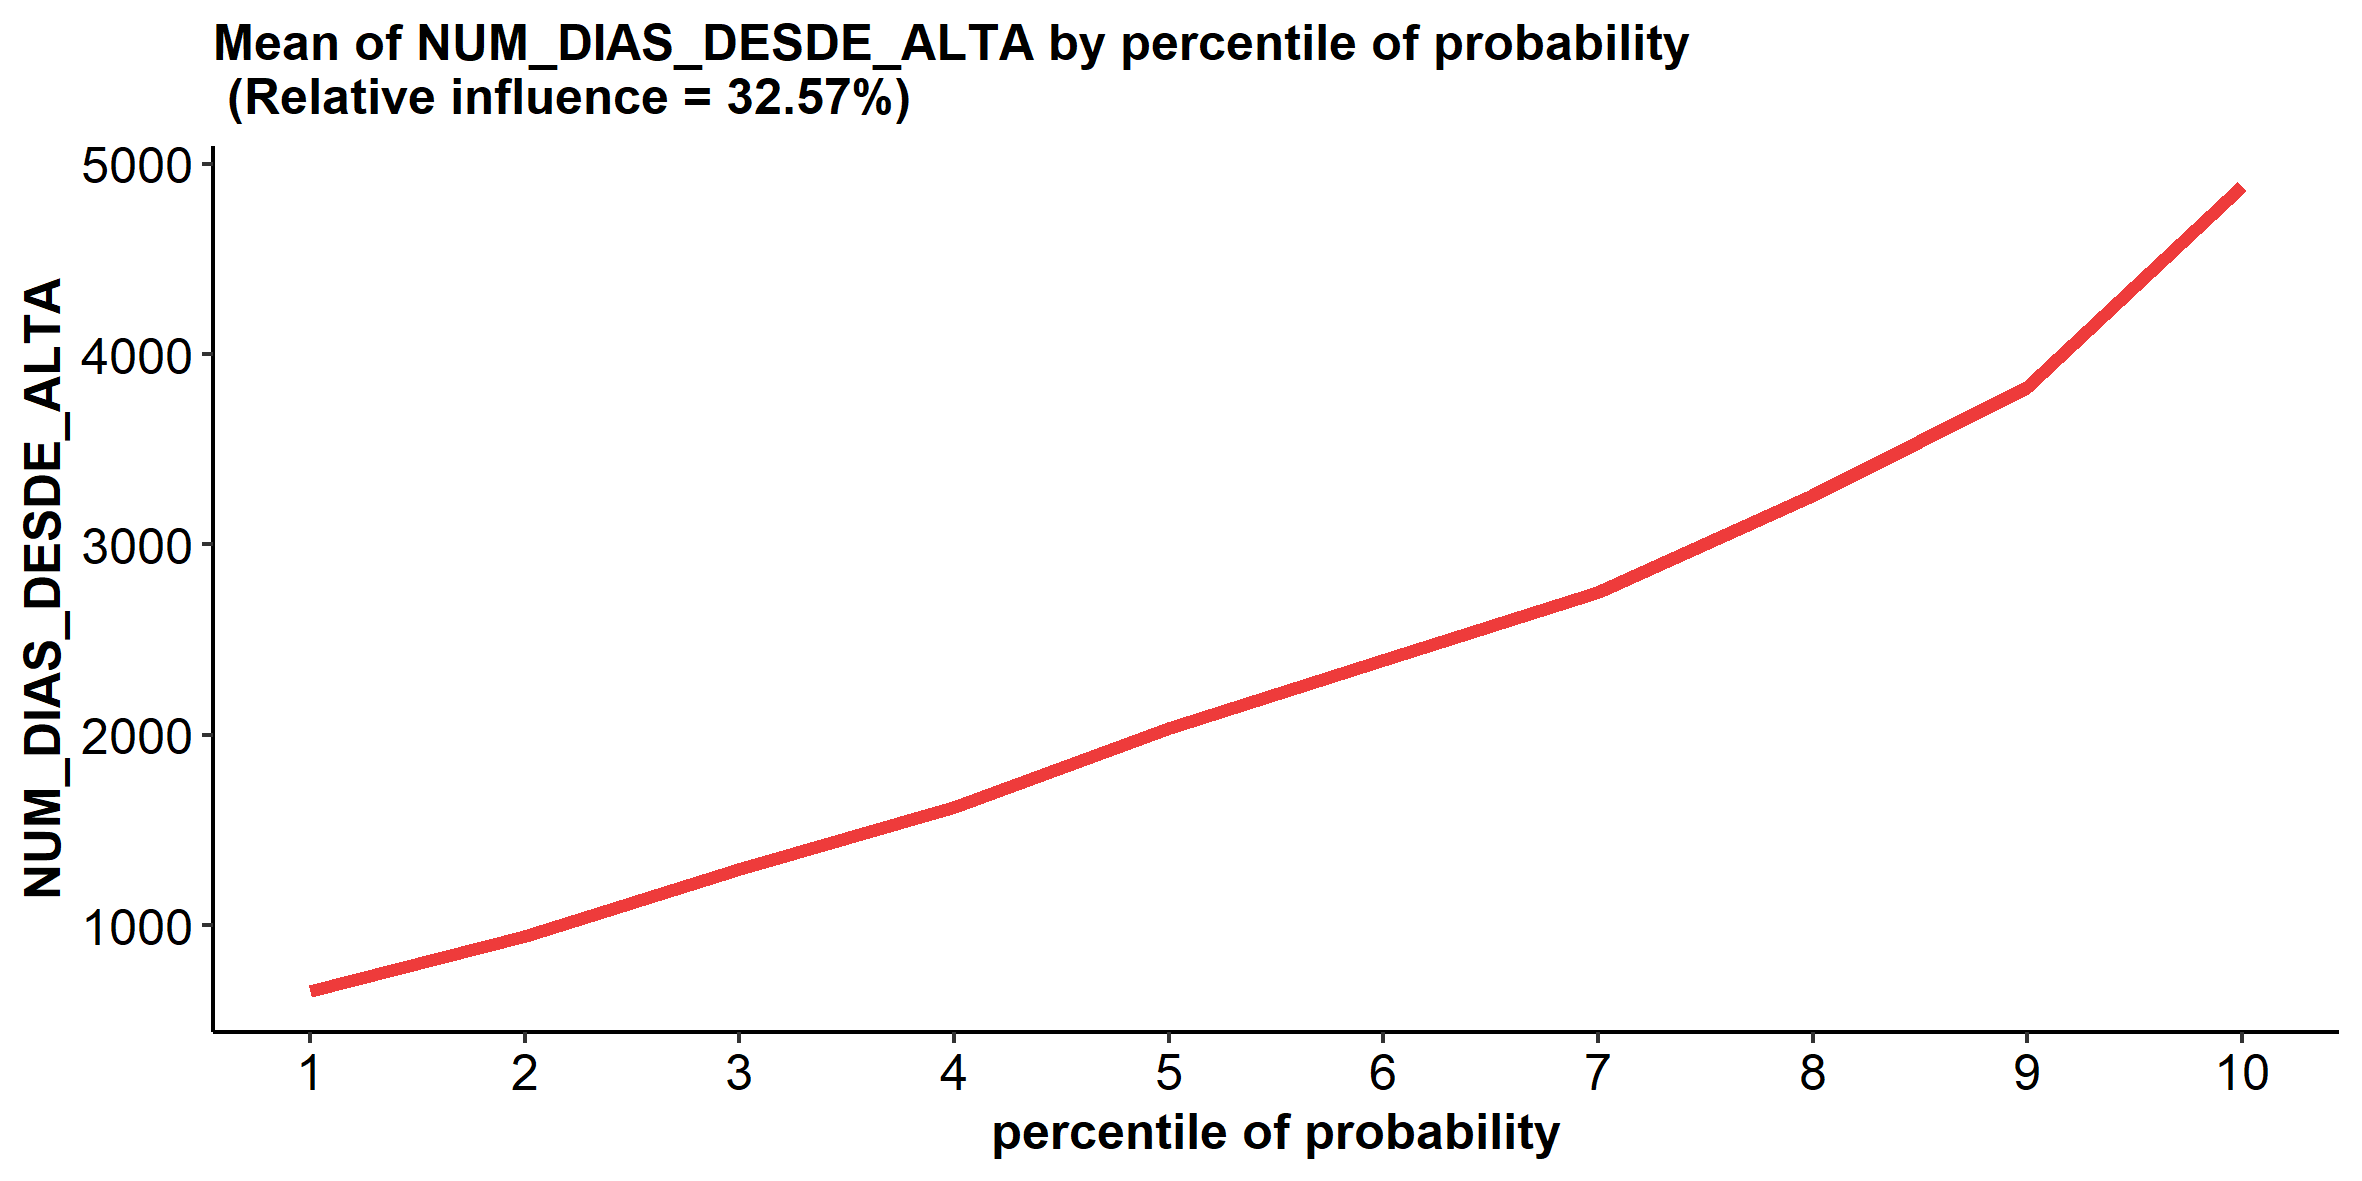 Mean of NUM_DIAS_DESDE_ALTA by percentile of probability
(Relative influence = 32.57%)
NUM_DIAS_DESDE_ALTA
5000
4000
3000
2000
1000
1 2 3 4 5 6 7 8 9 10
percentile of probability